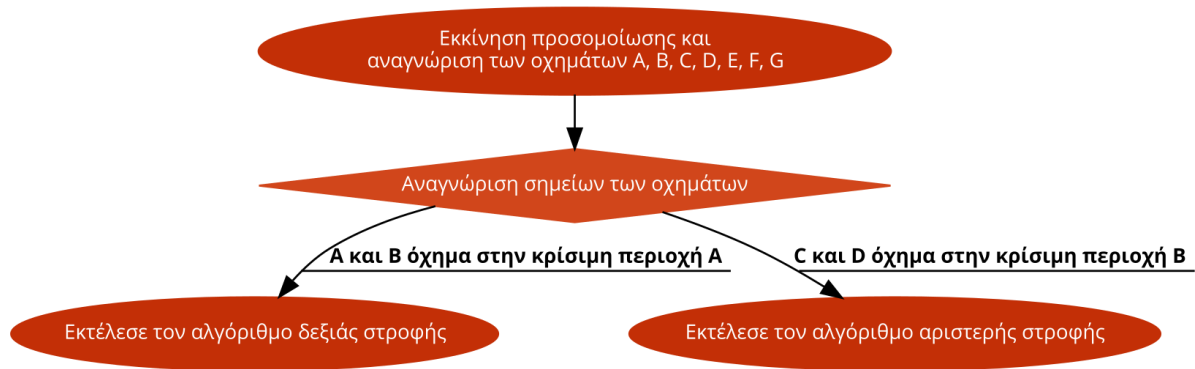 Εκκίνηση προσομοίωσης και
αναγνώριση των οχημάτων A, B, C, D, E, F, G
Αναγνώριση σημείων των οχημάτων
A και B όχημα στην κρίσιμη περιοχή A
C και D όχημα στην κρίσιμη περιοχή B
Εκτέλεσε τον αλγόριθμο δεξιάς στροφής
Εκτέλεσε τον αλγόριθμο αριστερής στροφής